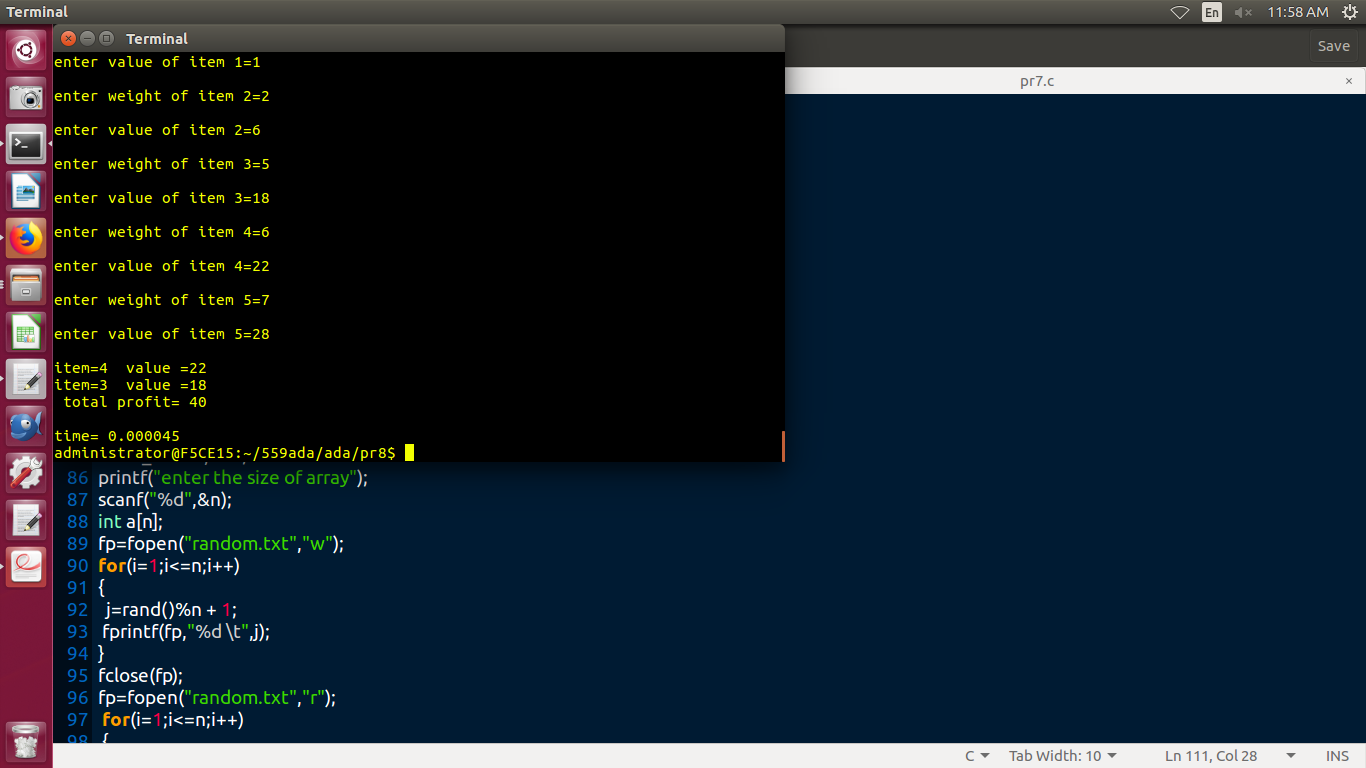 Terminal
En
11:58 AM
Terminal
Save
pr7.c
enter value of item 1=1
enter weight of item 2=2
enter value of item 2=6
enter weight of item 3=5
enter value of item 3=18
enter weight of item 4=6
enter value of item 4=22
enter weight of item 5=7
enter value of item 5=28
item=4  value =22
item=3  value =18
 total profit= 40
time= 0.000045
administrator@F5CE15:~/559ada/ada/pr8$
86 printf("enter the size of array");
87 scanf("%d",&n);
88 int a[n];
89 fp=fopen("random.txt","w");
90 for(i=1;i<=n;i++)
91 {
92  j=rand()%n + 1;
93 fprintf(fp,"%d \t",j);
94 }
95 fclose(fp);
96 fp=fopen("random.txt","r");
97  for(i=1;i<=n;i++)
98  {
C
Tab Width: 10
Ln 111, Col 28
INS